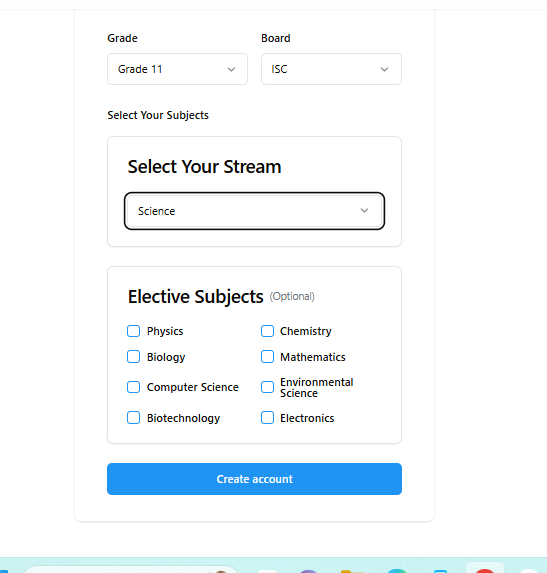 Grade Board
Grade 11 ISC
Select Your Subjects
Select Your Stream
Science
Elective Subjects (Optional)
Physics Chemistry
Biology Mathematics
Computer Science Environmental
Science
Biotechnology Electronics
Create account